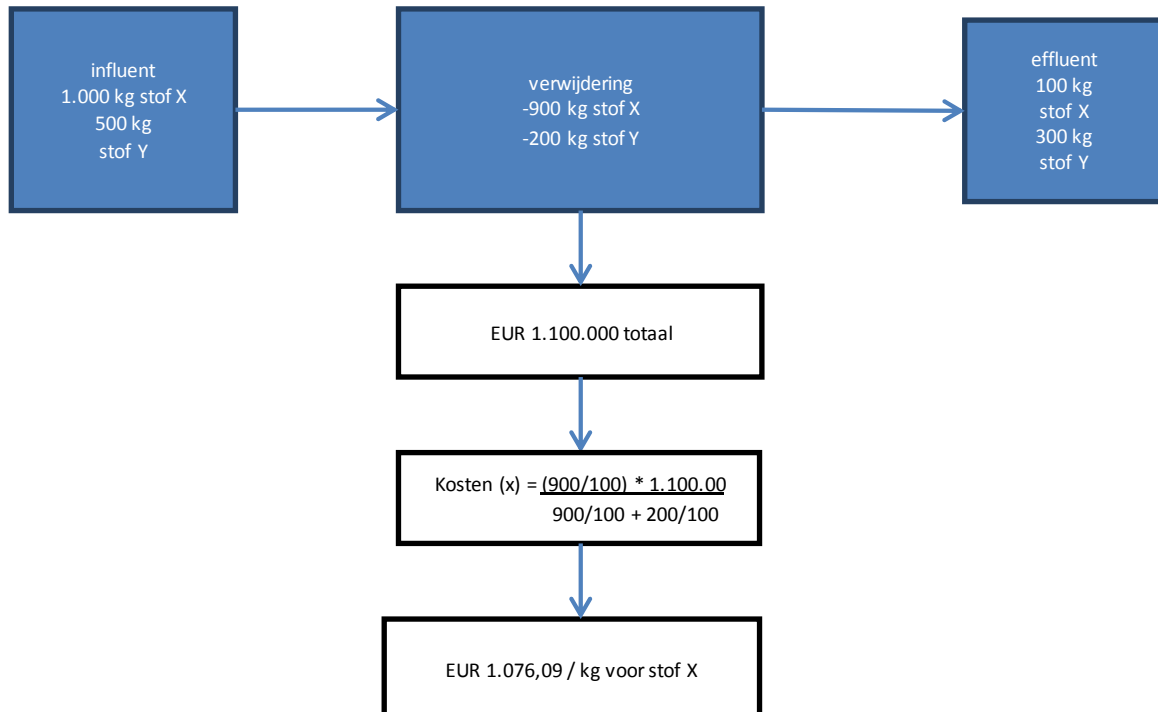 influent
1.000 kg stof X
500 kg
stof Y
verwijdering
-900 kg stof X
-200 kg stof Y
effluent
100 kg
stof X
300 kg
stof Y
EUR 1.100.000 totaal
Kosten (x) = (900/100) * 1.100.00
900/100 + 200/100
EUR 1.076,09 / kg voor stof X